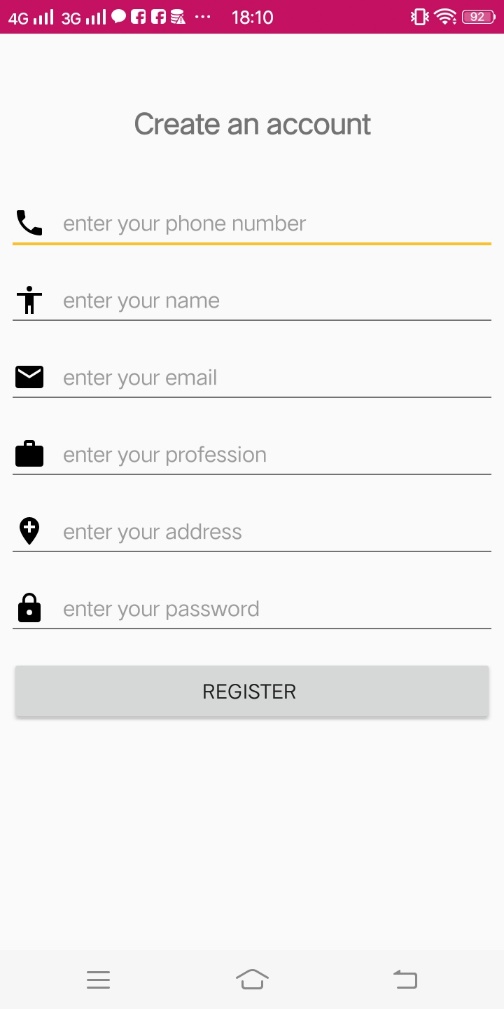 4G 3G 18:10 92
Create an account
enter your phone number
enter your name
enter your email
enter your profession
enter your address
enter your password
REGISTER